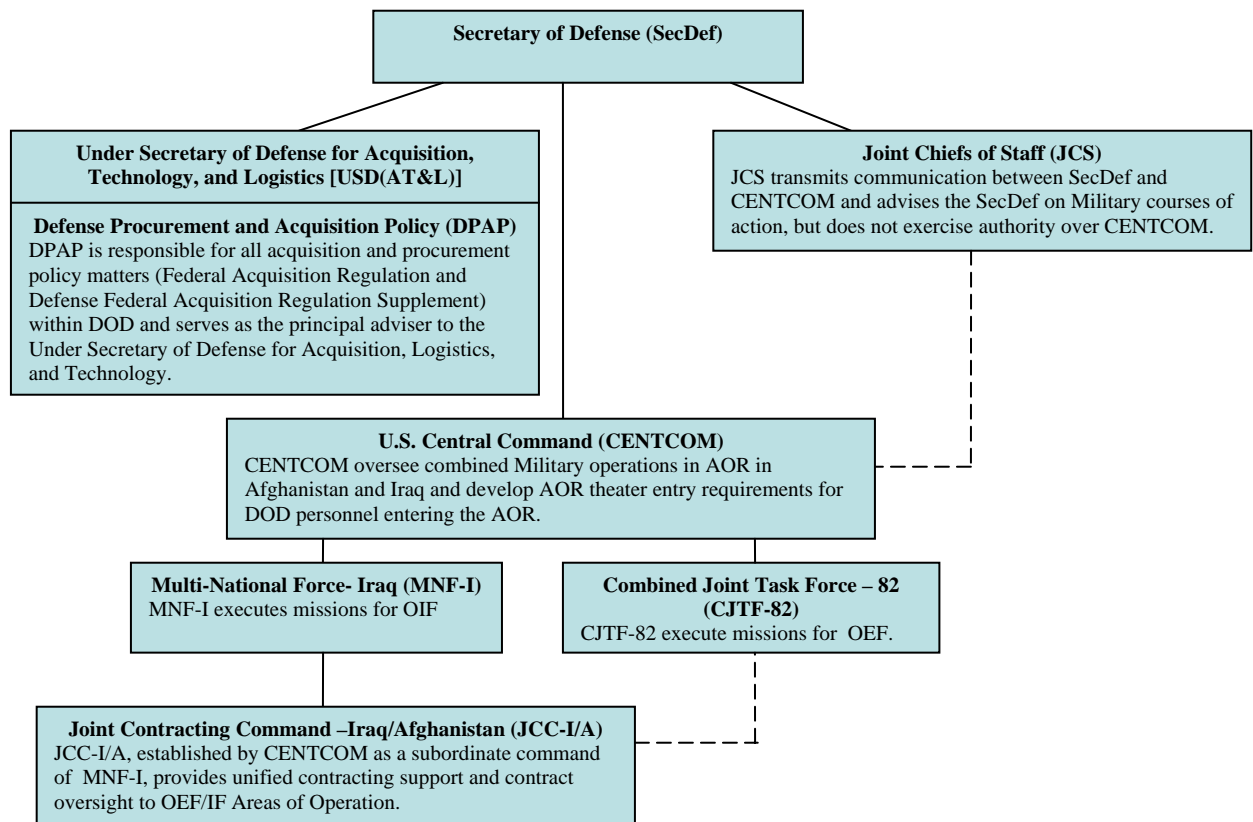 Secretary of Defense (SecDef)
Under Secretary of Defense for Acquisition,
Technology, and Logistics [USD(AT&L)]
Defense Procurement and Acquisition Policy (DPAP)
DPAP is responsible for all acquisition and procurement
policy matters (Federal Acquisition Regulation and
Defense Federal Acquisition Regulation Supplement)
within DOD and serves as the principal adviser to the
Under Secretary of Defense for Acquisition, Logistics,
and Technology.
Joint Chiefs of Staff (JCS)
JCS transmits communication between SecDef and
CENTCOM and advises the SecDef on Military courses of
action, but does not exercise authority over CENTCOM.
U.S. Central Command (CENTCOM)
CENTCOM oversee combined Military operations in AOR in
Afghanistan and Iraq and develop AOR theater entry requirements for
DOD personnel entering the AOR.
Multi-National Force- Iraq (MNF-I)
MNF-I executes missions for OIF
Combined Joint Task Force – 82
(CJTF-82)
CJTF-82 execute missions for OEF.
Joint Contracting Command –Iraq/Afghanistan (JCC-I/A)
JCC-I/A, established by CENTCOM as a subordinate command
of MNF-I, provides unified contracting support and contract
oversight to OEF/IF Areas of Operation.